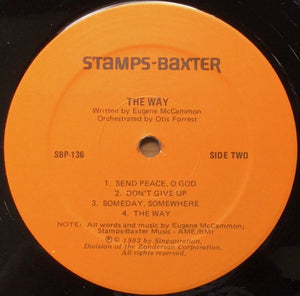 STAMPS-BAXTER
THE WAY
Written by Eugene McCammon
Orchestrated by Otis Forrest
SBP-136
SIDE TWO
1. SEND PEACE, O GOD
2. DON'T GIVE UP
3. SOMEDAY, SOMEWHERE
4. THE WAY
NOTE: All words and music by Eugene McCammon;
Stamps-Baxter Music - AME/BMI
℗ © 1983 by Singspiration,
Division of the Zondervan Corporation.
All rights reserved.